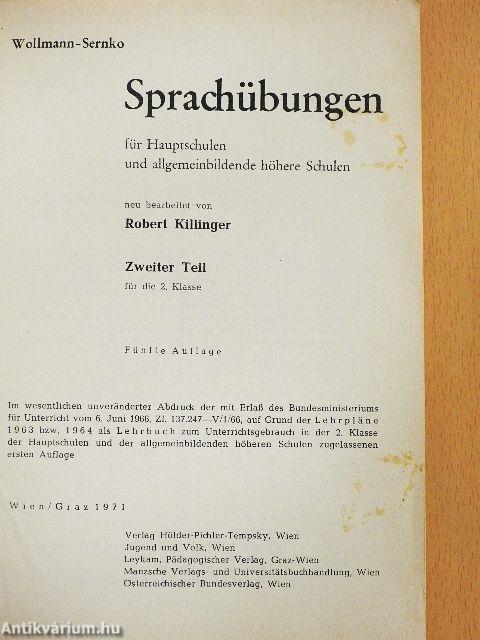 Wollmann-Sernko
Sprachübungen
für Hauptschulen
und allgemeinbildende höhere Schulen
neu bearbeitet von
Robert Killinger
Zweiter Teil
für die 2. Klasse
Fünfte Auflage
Im wesentlichen unveränderter Abdruck der mit Erlaß des Bundesministeriums
für Unterricht vom 6. Juni 1966, Zl. 137.247—V/1/66, auf Grund der Lehrpläne
1963 bzw. 1964 als Lehrbuch zum Unterrichtsgebrauch in der 2. Klasse
der Hauptschulen und der allgemeinbildenden höheren Schulen zugelassenen
ersten Auflage
Wien/Graz 1971
Verlag Hölder-Pichler-Tempsky, Wien
Jugend und Volk, Wien
Leykam, Pädagogischer Verlag, Graz-Wien
Manzsche Verlags- und Universitätsbuchhandlung, Wien
Österreichischer Bundesverlag, Wien
Antikvárium.hu